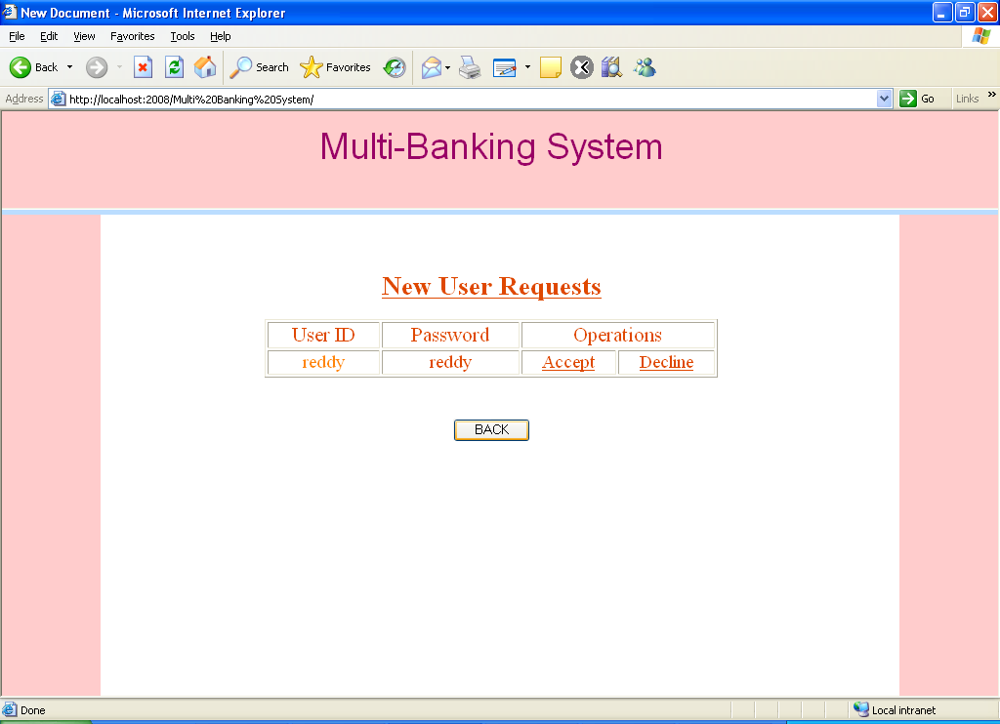 New Document - Microsoft Internet Explorer
File Edit View Favorites Tools Help
Back Search Favorites
Address http://localhost:2008/Multi%20Banking%20System/ Go Links »
Multi-Banking System
New User Requests
User ID Password Operations
reddy reddy Accept Decline
BACK
Done Local intranet